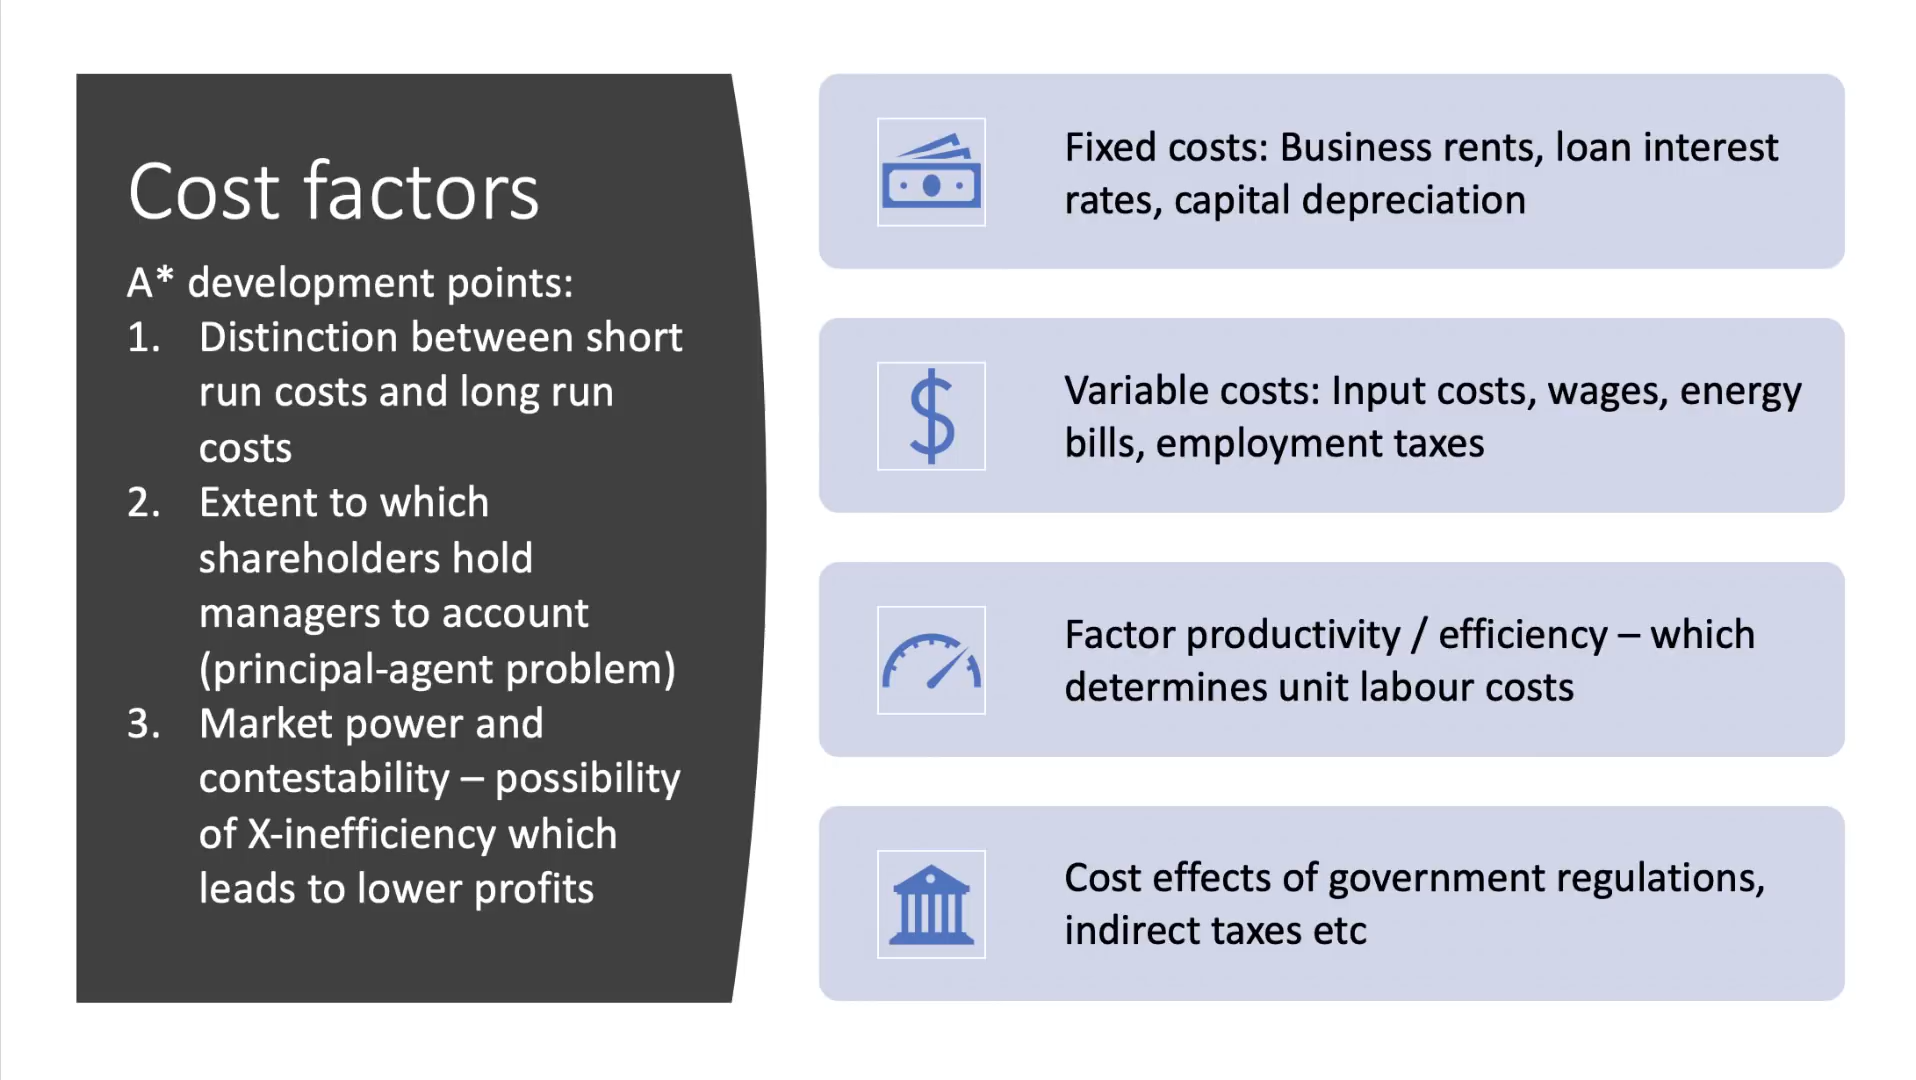 Cost factors
A* development points:
1. Distinction between short
run costs and long run
costs
2. Extent to which
shareholders hold
managers to account
(principal-agent problem)
3. Market power and
contestability – possibility
of X-inefficiency which
leads to lower profits
Fixed costs: Business rents, loan interest
rates, capital depreciation
Variable costs: Input costs, wages, energy
bills, employment taxes
Factor productivity / efficiency – which
determines unit labour costs
Cost effects of government regulations,
indirect taxes etc